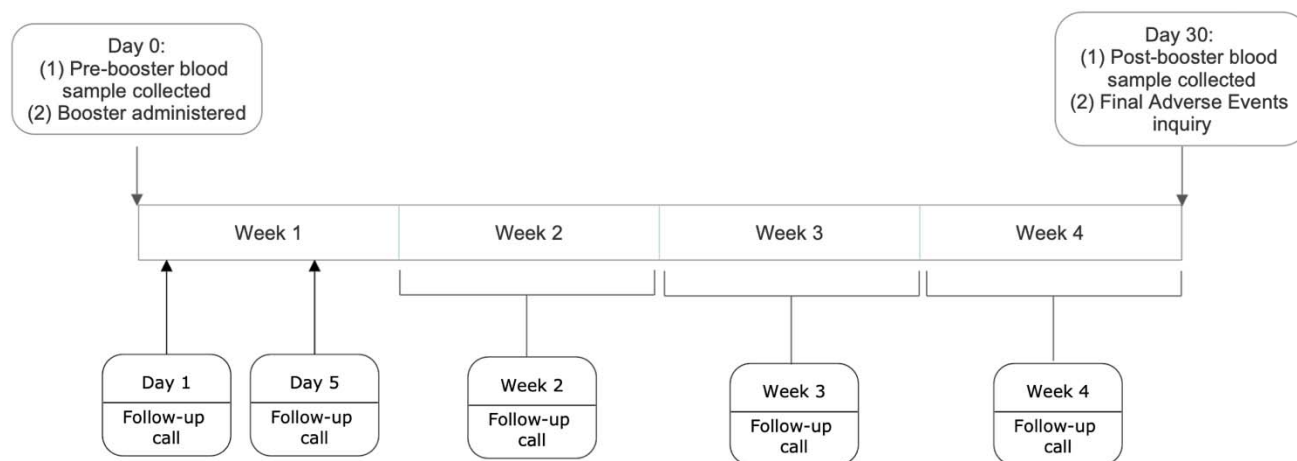 Day 0:
(1) Pre-booster blood
sample collected
(2) Booster administered
Day 30:
(1) Post-booster blood
sample collected
(2) Final Adverse Events
inquiry
Week 1
Week 2
Week 3
Week 4
Day 1
Follow-up
call
Day 5
Follow-up
call
Week 2
Follow-up
call
Week 3
Follow-up
call
Week 4
Follow-up
call